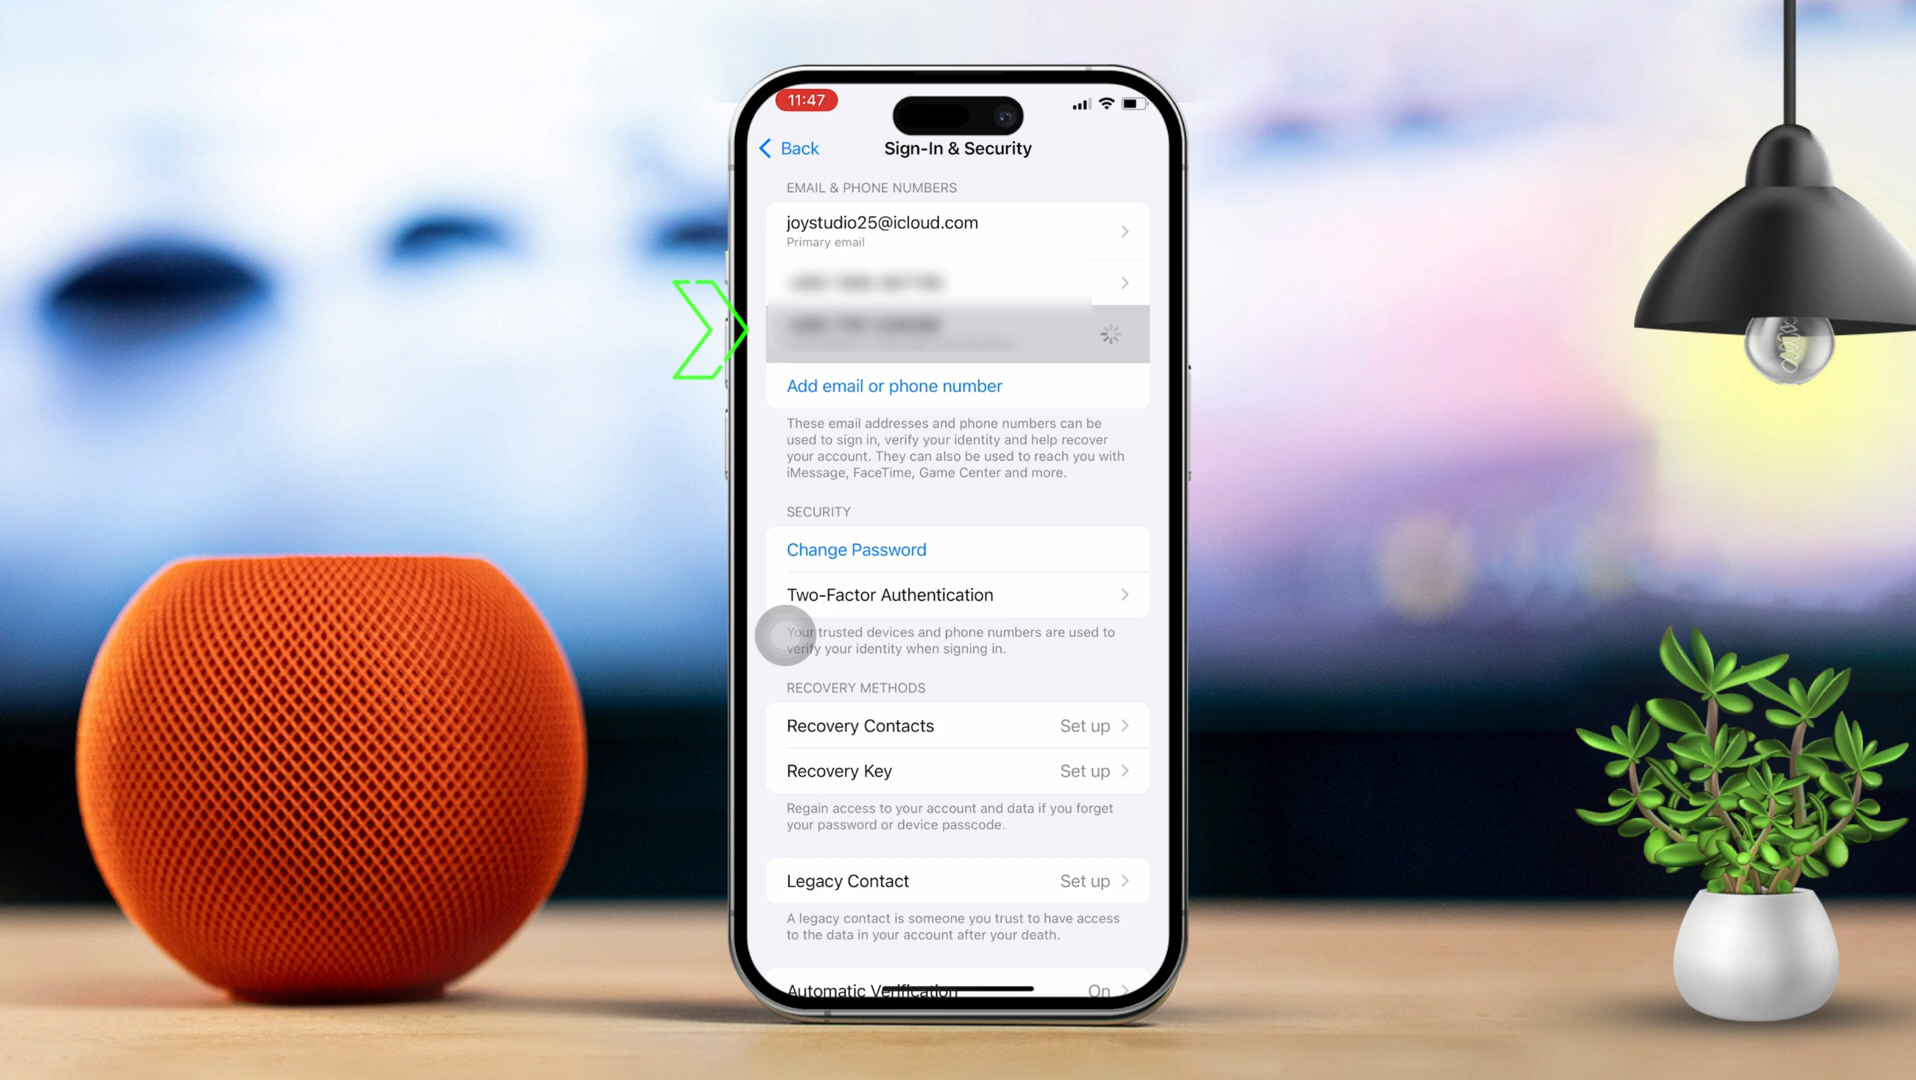 11:47
Back
Sign-In & Security
EMAIL & PHONE NUMBERS
joystudio25@icloud.com
Primary email
Add email or phone number
These email addresses and phone numbers can be
used to sign in, verify your identity and help recover
your account. They can also be used to reach you with
iMessage, FaceTime, Game Center and more.
SECURITY
Change Password
Two-Factor Authentication
Your trusted devices and phone numbers are used to
verify your identity when signing in.
RECOVERY METHODS
Recovery Contacts Set up
Recovery Key Set up
Regain access to your account and data if you forget
your password or device passcode.
Legacy Contact Set up
A legacy contact is someone you trust to have access
to the data in your account after your death.
Automatic Verification On